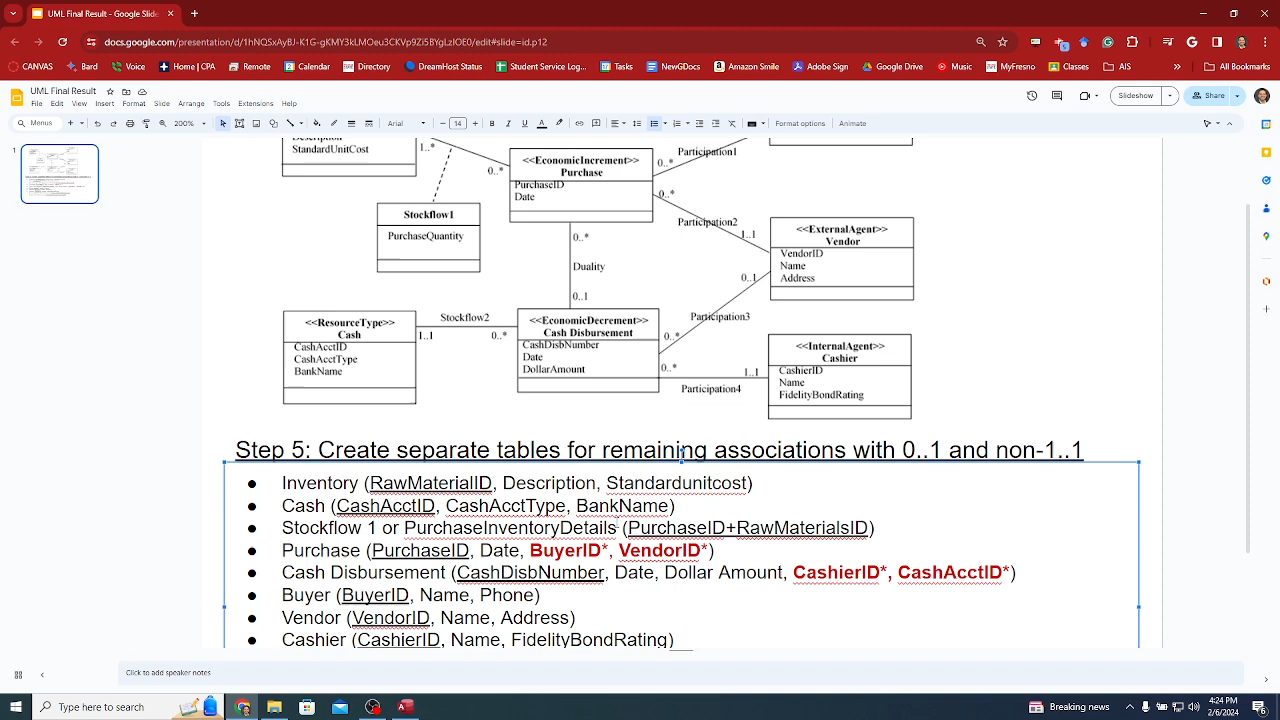 UML Final Result - Google Slide
docs.google.com/presentation/d/1hNQSxAyBJ-K1G-gKMY3kLMOeu3CKVp9Zi5BYgLzIOE0/edit#slide=id.p12
CANVAS Bard Voice Home | CPA Remote Calendar Directory DreamHost Status Student Service Log... Tasks NewGDocs Amazon Smile Adobe Sign Google Drive Music MyFresno Classes AIS » All Bookmarks
UML Final Result
File Edit View Insert Format Slide Arrange Tools Extensions Help
Slideshow Share
Menus 200% Arial 14 B I U A Format options Animate
1
StandardUnitCost
1..*
0..*
<<EconomicIncrement>>
Purchase
PurchaseID
Date
0..*
Participation1
0..*
Participation2
1..1
Stockflow1
PurchaseQuantity
0..*
Duality
0..1
<<ExternalAgent>>
Vendor
VendorID
Name
Address
0..1
Participation3
<<ResourceType>>
Cash
CashAcctID
CashAcctType
BankName
Stockflow2
1..1
0..*
<<EconomicDecrement>>
Cash Disbursement
CashDisbNumber
Date
DollarAmount
0..*
0..*
1..1
Participation4
<<InternalAgent>>
Cashier
CashierID
Name
FidelityBondRating
Step 5: Create separate tables for remaining associations with 0..1 and non-1..1
● Inventory (RawMaterialID, Description, Standardunitcost)
● Cash (CashAcctID, CashAcctType, BankName)
● Stockflow 1 or PurchaseInventoryDetails (PurchaseID+RawMaterialsID)
● Purchase (PurchaseID, Date, BuyerID*, VendorID*)
● Cash Disbursement (CashDisbNumber, Date, Dollar Amount, CashierID*, CashAcctID*)
● Buyer (BuyerID, Name, Phone)
● Vendor (VendorID, Name, Address)
● Cashier (CashierID, Name, FidelityBondRating)
Click to add speaker notes
Type here to search
Breaking news
4:24 PM
2/6/2024